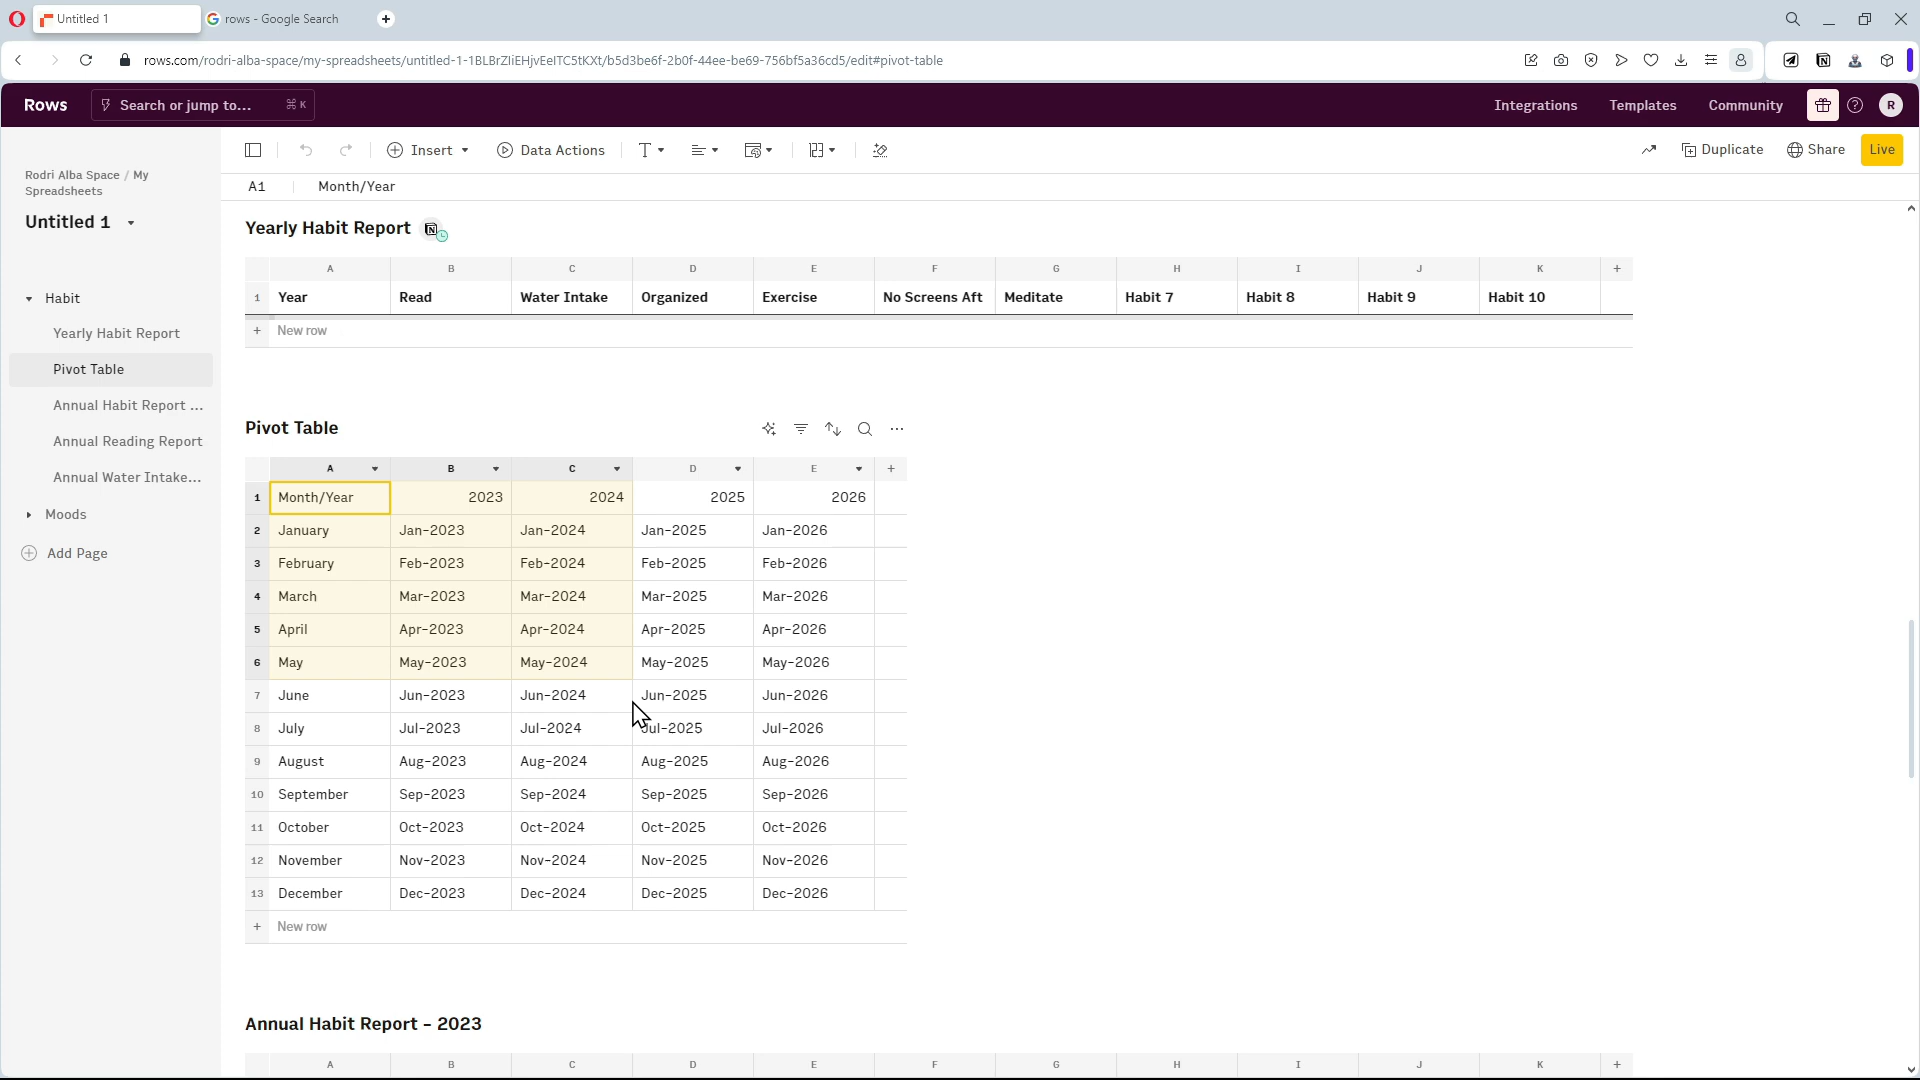 Untitled 1
rows - Google Search
rows.com/rodri-alba-space/my-spreadsheets/untitled-1-1BLBrZIiEHjvEeITC5tKXt/b5d3be6f-2b0f-44ee-be69-756bf5a36cd5/edit#pivot-table
Rows
Search or jump to... ⌘ K
Integrations Templates Community ? R
Insert Data Actions T Duplicate Share Live
Rodri Alba Space / My
Spreadsheets
Untitled 1
Habit
Yearly Habit Report
Pivot Table
Annual Habit Report ...
Annual Reading Report
Annual Water Intake...
Moods
Add Page
A1 Month/Year
Yearly Habit Report
A B C D E F G H I J K +
1 Year Read Water Intake Organized Exercise No Screens Aft Meditate Habit 7 Habit 8 Habit 9 Habit 10
+ New row
Pivot Table
A B C D E +
1 Month/Year 2023 2024 2025 2026
2 January Jan-2023 Jan-2024 Jan-2025 Jan-2026
3 February Feb-2023 Feb-2024 Feb-2025 Feb-2026
4 March Mar-2023 Mar-2024 Mar-2025 Mar-2026
5 April Apr-2023 Apr-2024 Apr-2025 Apr-2026
6 May May-2023 May-2024 May-2025 May-2026
7 June Jun-2023 Jun-2024 Jun-2025 Jun-2026
8 July Jul-2023 Jul-2024 Jul-2025 Jul-2026
9 August Aug-2023 Aug-2024 Aug-2025 Aug-2026
10 September Sep-2023 Sep-2024 Sep-2025 Sep-2026
11 October Oct-2023 Oct-2024 Oct-2025 Oct-2026
12 November Nov-2023 Nov-2024 Nov-2025 Nov-2026
13 December Dec-2023 Dec-2024 Dec-2025 Dec-2026
+ New row
Annual Habit Report - 2023
A B C D E F G H I J K +